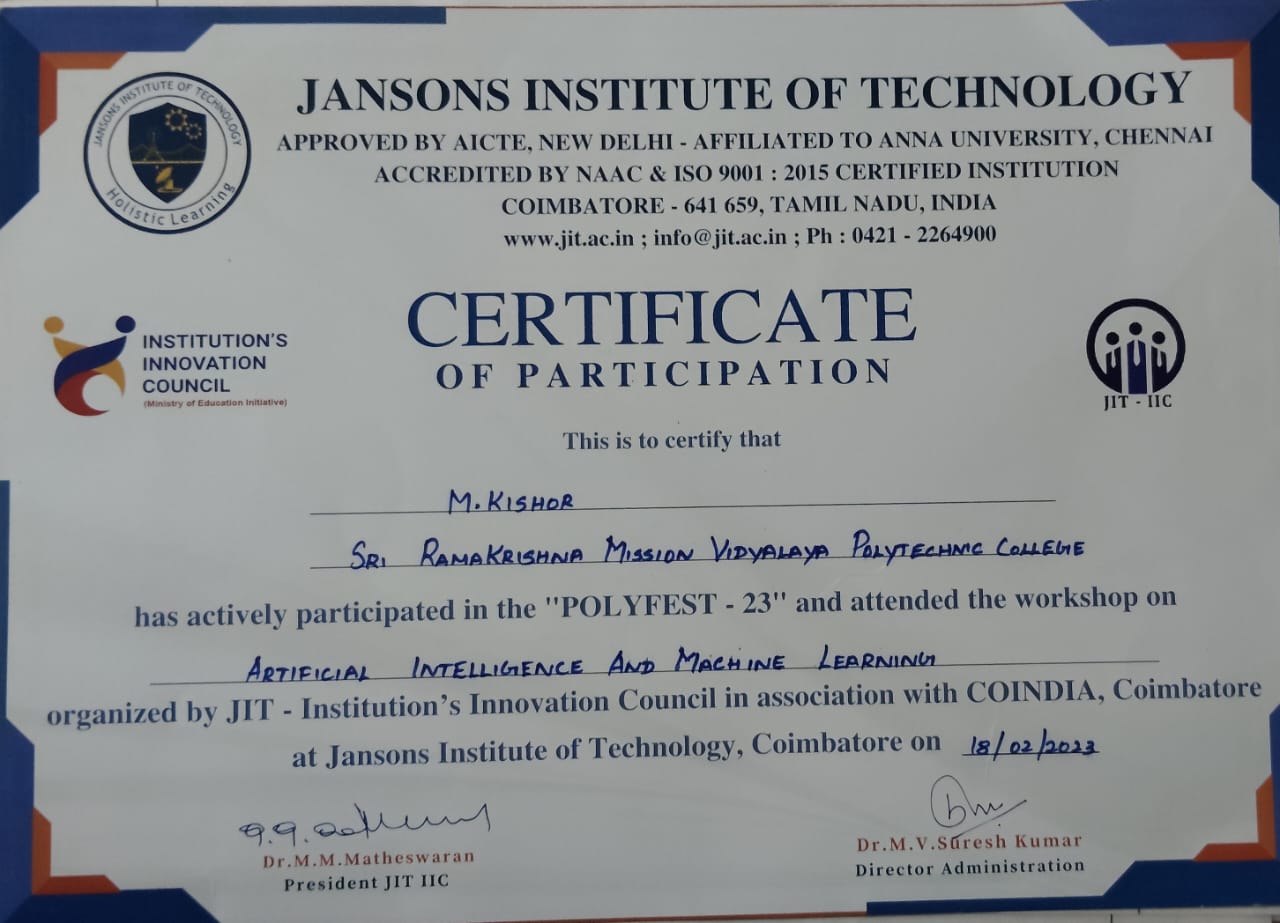 JANSONS INSTITUTE OF TECHNOLOGY
APPROVED BY AICTE, NEW DELHI - AFFILIATED TO ANNA UNIVERSITY, CHENNAI
ACCREDITED BY NAAC & ISO 9001 : 2015 CERTIFIED INSTITUTION
COIMBATORE - 641 659, TAMIL NADU, INDIA
www.jit.ac.in ; info@jit.ac.in ; Ph : 0421 - 2264900
JANSONS INSTITUTE OF TECHNOLOGY
Holistic Learning
INSTITUTION'S
INNOVATION
COUNCIL
(Ministry of Education Initiative)
CERTIFICATE
OF PARTICIPATION
JIT - IIC
This is to certify that
M. KISHOR
SRI RAMAKRISHNA MISSION VIDYALAYA POLYTECHNIC COLLEGE
has actively participated in the "POLYFEST - 23" and attended the workshop on
ARTIFICIAL INTELLIGENCE AND MACHINE LEARNING
organized by JIT - Institution's Innovation Council in association with COINDIA, Coimbatore
at Jansons Institute of Technology, Coimbatore on 18/02/2023
Dr.M.M.Matheswaran
President JIT IIC
Dr.M.V.Suresh Kumar
Director Administration